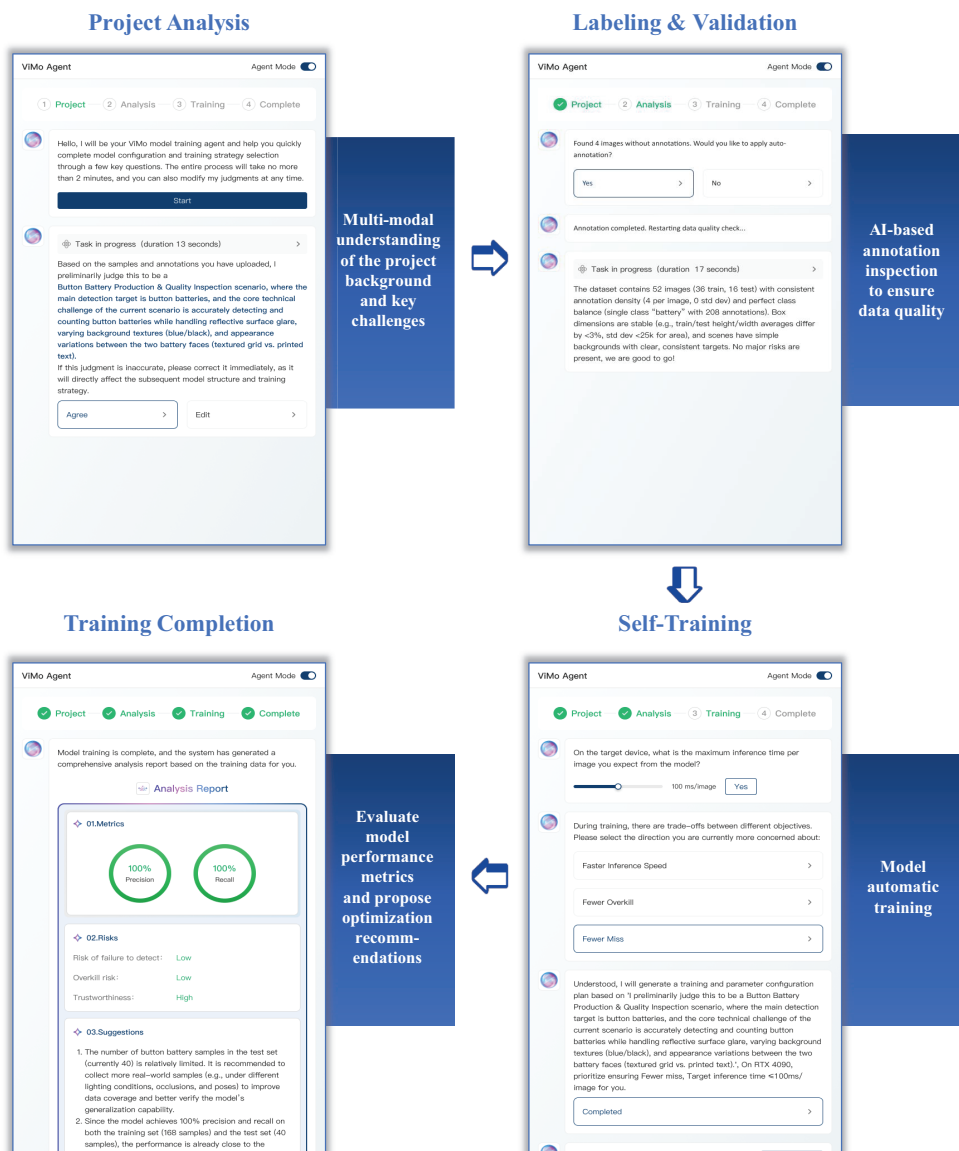 Project Analysis
ViMo Agent
Agent Mode
1 Project 2 Analysis 3 Training 4 Complete
Hello, I will be your ViMo model training agent and help you quickly
complete model configuration and training strategy selection
through a few key questions. The entire process will take no more
than 2 minutes, and you can also modify my judgments at any time.
Start
Task in progress (duration 13 seconds)
Based on the samples and annotations you have uploaded, I
preliminarily judge this to be a
Button Battery Production & Quality Inspection scenario, where the
main detection target is button batteries, and the core technical
challenge of the current scenario is accurately detecting and
counting button batteries while handling reflective surface glare,
varying background textures (blue/black), and appearance
variations between the two battery faces (textured grid vs. printed
text).
If this judgment is inaccurate, please correct it immediately, as it
will directly affect the subsequent model structure and training
strategy.
Agree
Edit
Multi-modal
understanding
of the project
background
and key
challenges
Labeling & Validation
ViMo Agent
Agent Mode
Project 2 Analysis 3 Training 4 Complete
Found 4 images without annotations. Would you like to apply auto-
annotation?
Yes
No
Annotation completed. Restarting data quality check...
Task in progress (duration 17 seconds)
The dataset contains 52 images (36 train, 16 test) with consistent
annotation density (4 per image, 0 std dev) and perfect class
balance (single class "battery" with 208 annotations). Box
dimensions are stable (e.g., train/test height/width averages differ
by <3%, std dev <25k for area), and scenes have simple
backgrounds with clear, consistent targets. No major risks are
present, we are good to go!
AI-based
annotation
inspection
to ensure
data quality
Self-Training
ViMo Agent
Agent Mode
Project Analysis 3 Training 4 Complete
On the target device, what is the maximum inference time per
image you expect from the model?
100 ms/image
Yes
During training, there are trade-offs between different objectives.
Please select the direction you are currently more concerned about:
Faster Inference Speed
Fewer Overkill
Fewer Miss
Understood, I will generate a training and parameter configuration
plan based on 'I preliminarily judge this to be a Button Battery
Production & Quality Inspection scenario, where the main detection
target is button batteries, and the core technical challenge of the
current scenario is accurately detecting and counting button
batteries while handling reflective surface glare, varying background
textures (blue/black), and appearance variations between the two
battery faces (textured grid vs. printed text).', On RTX 4090,
prioritize ensuring Fewer miss, Target inference time ≤100ms/
image for you.
Completed
Model
automatic
training
Training Completion
ViMo Agent
Agent Mode
Project Analysis Training Complete
Model training is complete, and the system has generated a
comprehensive analysis report based on the training data for you.
Analysis Report
01.Metrics
100%
Precision
100%
Recall
02.Risks
Risk of failure to detect: Low
Overkill risk: Low
Trustworthiness: High
03.Suggestions
1. The number of button battery samples in the test set
(currently 40) is relatively limited. It is recommended to
collect more real-world samples (e.g., under different
lighting conditions, occlusions, and poses) to improve
data coverage and better verify the model's
generalization capability.
2. Since the model achieves 100% precision and recall on
both the training set (168 samples) and the test set (40
samples), the performance is already close to the
Evaluate
model
performance
metrics
and propose
optimization
recomm-
endations